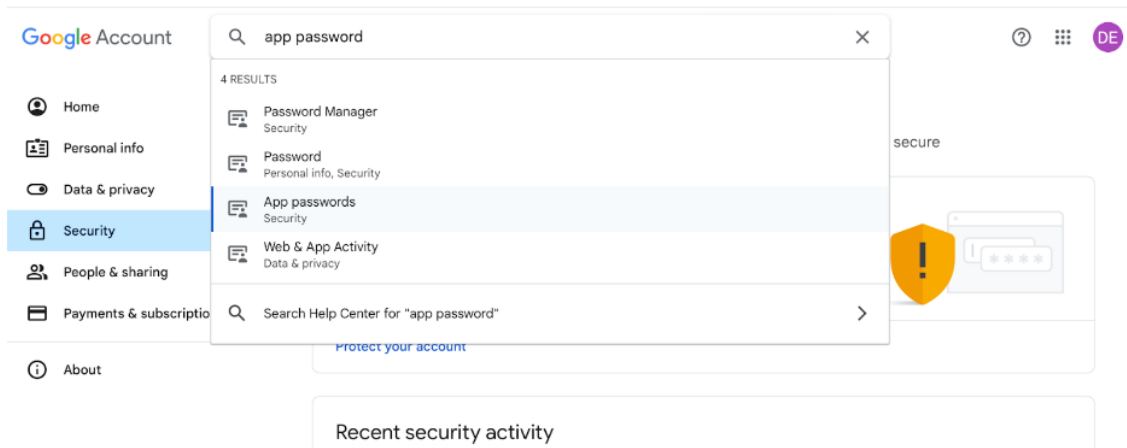 Google Account
app password
DE
4 RESULTS
Home
Password Manager
Security
Personal info
Password
Personal info, Security
secure
Data & privacy
App passwords
Security
Security
Web & App Activity
Data & privacy
People & sharing
Payments & subscriptio
Search Help Center for "app password"
Protect your account
About
Recent security activity